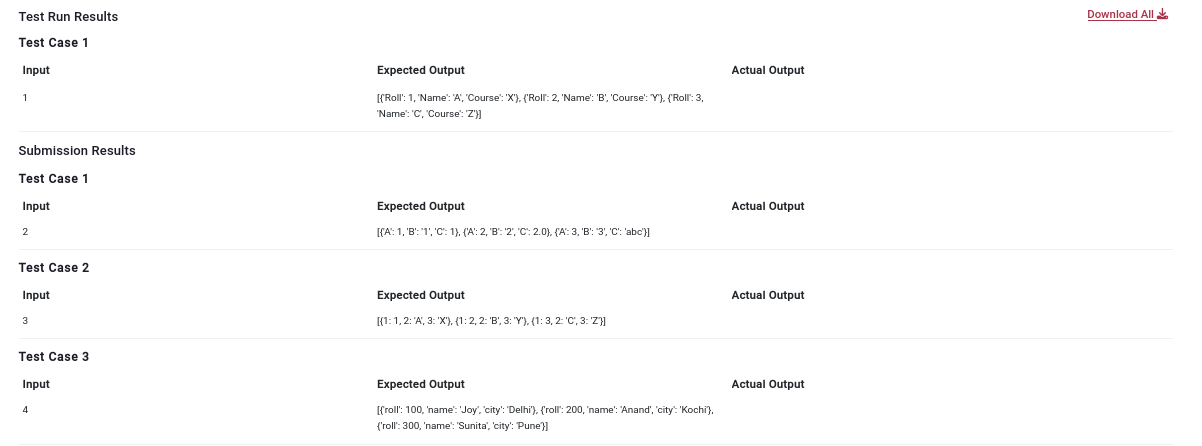 Test Run Results
Download All
Test Case 1
Input Expected Output Actual Output
1 [{'Roll': 1, 'Name': 'A', 'Course': 'X'}, {'Roll': 2, 'Name': 'B', 'Course': 'Y'}, {'Roll': 3,
'Name': 'C', 'Course': 'Z'}]
Submission Results
Test Case 1
Input Expected Output Actual Output
2 [{'A': 1, 'B': '1', 'C': 1}, {'A': 2, 'B': '2', 'C': 2.0}, {'A': 3, 'B': '3', 'C': 'abc'}]
Test Case 2
Input Expected Output Actual Output
3 [{1: 1, 2: 'A', 3: 'X'}, {1: 2, 2: 'B', 3: 'Y'}, {1: 3, 2: 'C', 3: 'Z'}]
Test Case 3
Input Expected Output Actual Output
4 [{'roll': 100, 'name': 'Joy', 'city': 'Delhi'}, {'roll': 200, 'name': 'Anand', 'city': 'Kochi'},
{'roll': 300, 'name': 'Sunita', 'city': 'Pune'}]